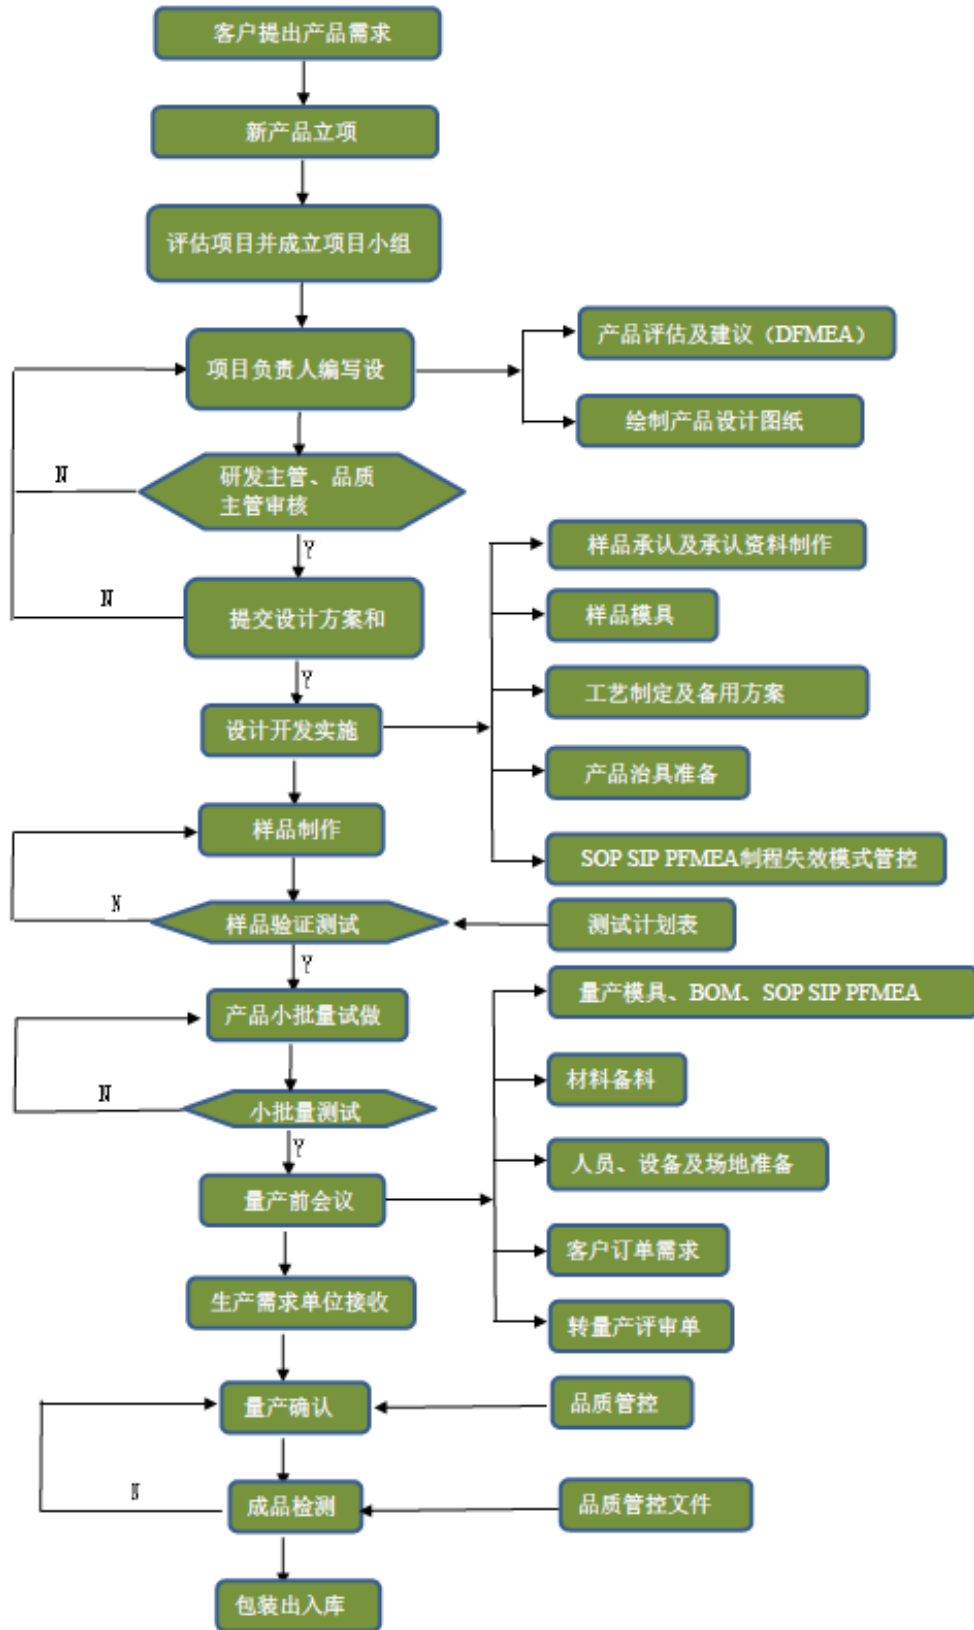 客户提出产品需求
新产品立项
评估项目并成立项目小组
项目负责人编写设
产品评估及建议（DFMEA）
绘制产品设计图纸
N
研发主管、品质
主管审核
Y
样品承认及承认资料制作
N
提交设计方案和
样品模具
Y
工艺制定及备用方案
设计开发实施
产品治具准备
样品制作
SOP SIP PFMEA制程失效模式管控
N
样品验证测试
测试计划表
Y
量产模具、BOM、SOP SIP PFMEA
产品小批量试做
材料备料
N
小批量测试
Y
人员、设备及场地准备
量产前会议
客户订单需求
生产需求单位接收
转量产评审单
量产确认
品质管控
N
成品检测
品质管控文件
包装出入库